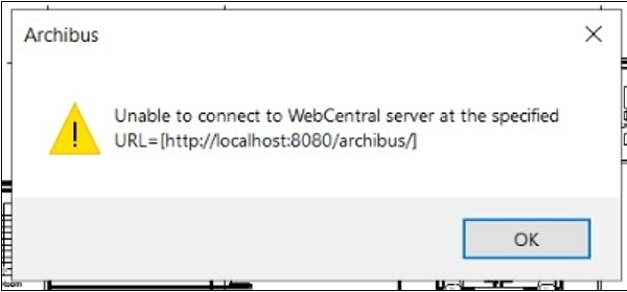 Archibus
Unable to connect to WebCentral server at the specified
URL=[http://localhost:8080/archibus/]
OK